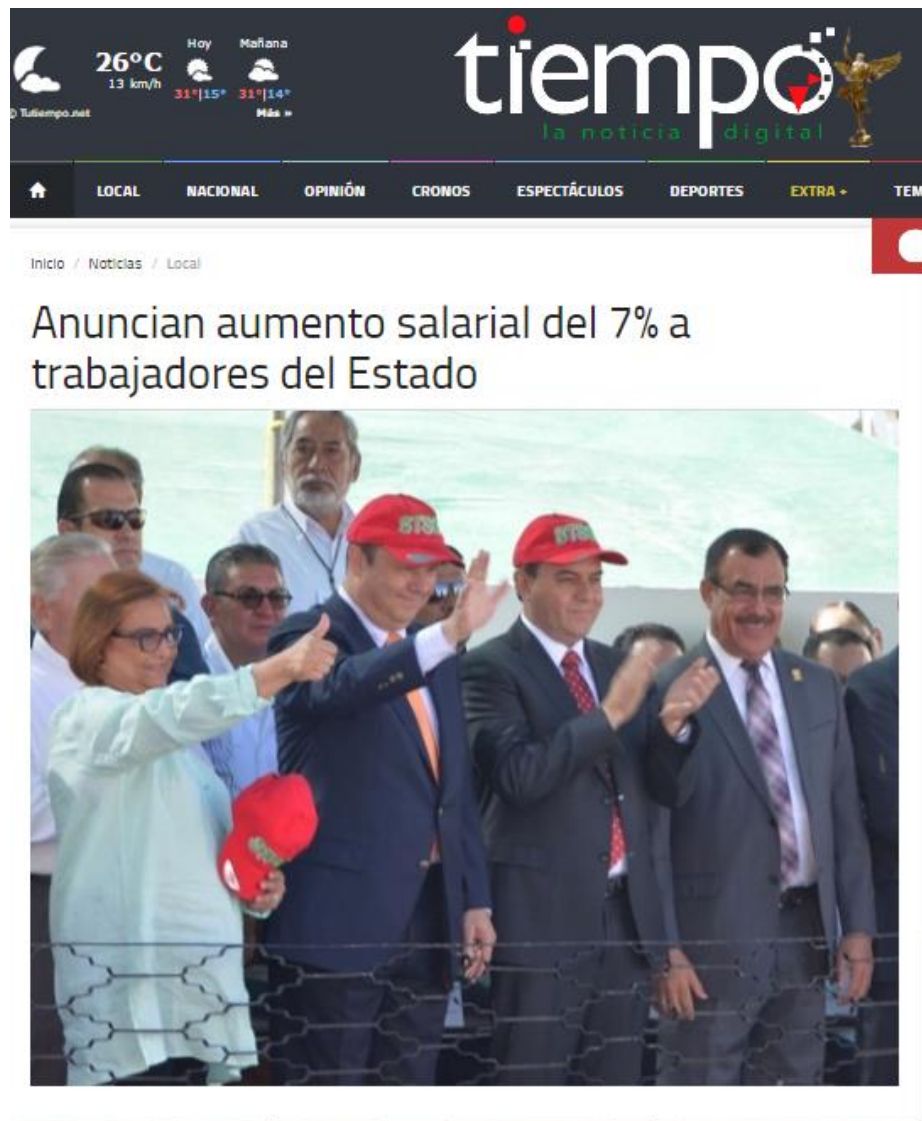 26°C
13 km/h
Hoy
31°|15°
Mañana
31°|14°
Más »
© Tutiempo.net
tiempo
la noticia digital
LOCAL NACIONAL OPINIÓN CRONOS ESPECTÁCULOS DEPORTES EXTRA + TEM
Inicio / Noticias / Local
Anuncian aumento salarial del 7% a
trabajadores del Estado